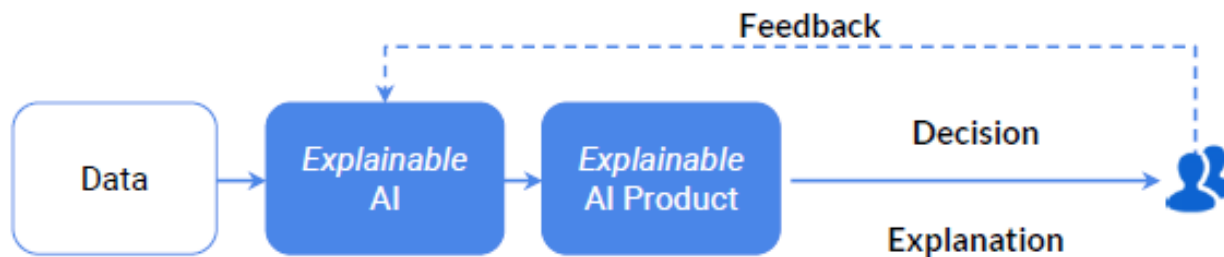 Feedback
Data
Explainable
AI
Explainable
AI Product
Decision
Explanation